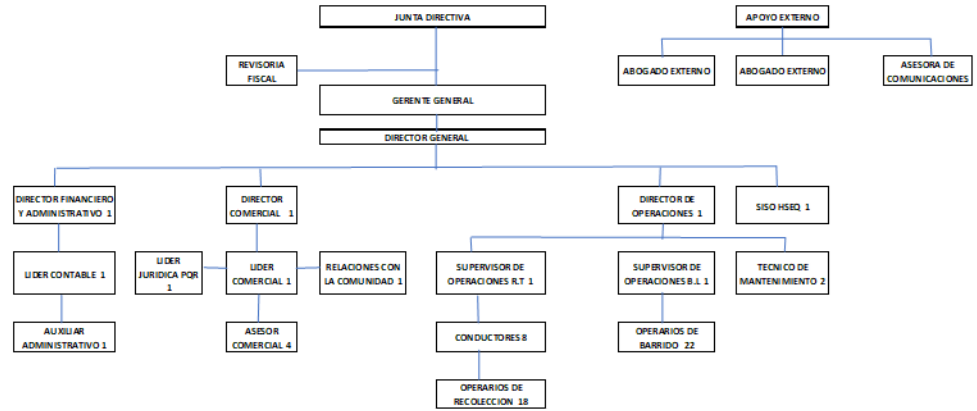 JUNTA DIRECTIVA
APOYO EXTERNO
REVISORIA
FISCAL
ABOGADO EXTERNO
ABOGADO EXTERNO
ASESORA DE
COMUNICACIONES
GERENTE GENERAL
DIRECTOR GENERAL
DIRECTOR FINANCIERO
Y ADMINISTRATIVO 1
DIRECTOR
COMERCIAL 1
DIRECTOR DE
OPERACIONES 1
SISO HSEQ 1
LIDER CONTABLE 1
LIDER
JURIDICA PQR
1
LIDER
COMERCIAL 1
RELACIONES CON
LA COMUNIDAD 1
SUPERVISOR DE
OPERACIONES R.T 1
SUPERVISOR DE
OPERACIONES B.L 1
TECNICO DE
MANTENIMIENTO 2
AUXILIAR
ADMINISTRATIVO 1
ASESOR
COMERCIAL 4
CONDUCTORES 8
OPERARIOS DE
BARRIDO 22
OPERARIOS DE
RECOLECCION 18